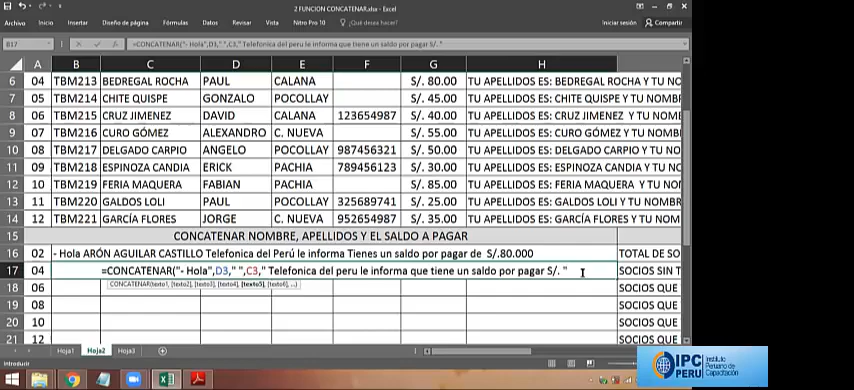 2 FUNCION CONCATENAR.xlsx - Excel
Archivo Inicio Insertar Diseño de página Fórmulas Datos Revisar Vista Nitro Pro 10 ¿Qué desea hacer? Iniciar sesión Compartir
B17 =CONCATENAR("- Hola",D3," ",C3," Telefonica del peru le informa que tiene un saldo por pagar S/. "
A B C D E F G H
6 04 TBM213 BEDREGAL ROCHA PAUL CALANA S/. 80.00 TU APELLIDOS ES: BEDREGAL ROCHA Y TU NO
7 05 TBM214 CHITE QUISPE GONZALO POCOLLAY S/. 45.00 TU APELLIDOS ES: CHITE QUISPE Y TU NOMB
8 06 TBM215 CRUZ JIMENEZ DAVID CALANA 123654987 S/. 40.00 TU APELLIDOS ES: CRUZ JIMENEZ Y TU NOM
9 07 TBM216 CURO GÓMEZ ALEXANDRO C. NUEVA S/. 55.00 TU APELLIDOS ES: CURO GÓMEZ Y TU NOMB
10 08 TBM217 DELGADO CARPIO ANGELO POCOLLAY 987456321 S/. 50.00 TU APELLIDOS ES: DELGADO CARPIO Y TU NO
11 09 TBM218 ESPINOZA CANDIA ERICK PACHIA 789456123 S/. 30.00 TU APELLIDOS ES: ESPINOZA CANDIA Y TU N
12 10 TBM219 FERIA MAQUERA FABIAN PACHIA S/. 85.00 TU APELLIDOS ES: FERIA MAQUERA Y TU NO
13 11 TBM220 GALDOS LOLI PAUL POCOLLAY 325689741 S/. 25.00 TU APELLIDOS ES: GALDOS LOLI Y TU NOMBR
14 12 TBM221 GARCÍA FLORES JORGE C. NUEVA 952654987 S/. 35.00 TU APELLIDOS ES: GARCÍA FLORES Y TU NOM
15 CONCATENAR NOMBRE, APELLIDOS Y EL SALDO A PAGAR
16 02 - Hola ARÓN AGUILAR CASTILLO Telefonica del Perú le informa Tienes un saldo por pagar de S/.80.000 TOTAL DE SO
17 04 =CONCATENAR("- Hola",D3," ",C3," Telefonica del peru le informa que tiene un saldo por pagar S/. " SOCIOS SIN T
CONCATENAR(texto1, [texto2], [texto3], [texto4], [texto5], [texto6], ...)
18 06 SOCIOS QUE
19 08 SOCIOS QUE
20 10 SOCIOS QUE
21 12 SOCIOS QUE
Hoja1 Hoja2 Hoja3
Introducir
IPC PERU Instituto Peruano de Capacitación